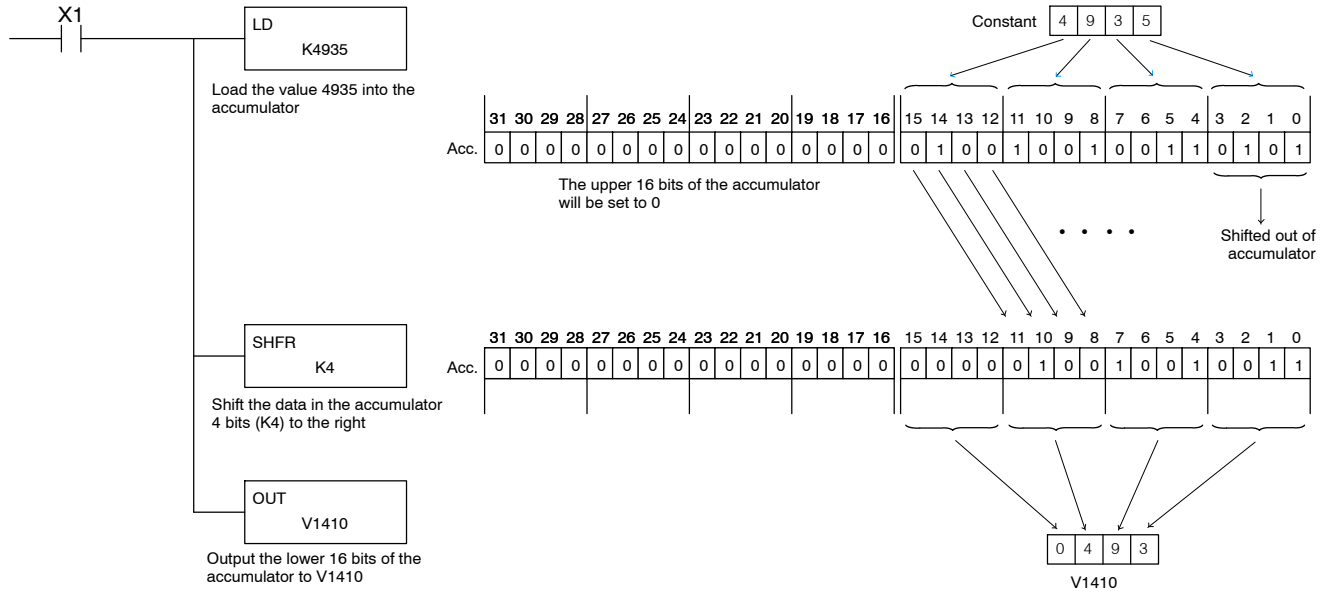 X1
LD
K4935
Load the value 4935 into the
accumulator
Constant 4 9 3 5
31 30 29 28 27 26 25 24 23 22 21 20 19 18 17 16 15 14 13 12 11 10 9 8 7 6 5 4 3 2 1 0
Acc. 0 0 0 0 0 0 0 0 0 0 0 0 0 0 0 0 0 1 0 0 1 0 0 1 0 0 1 1 0 1 0 1
The upper 16 bits of the accumulator
will be set to 0
. . . .
Shifted out of
accumulator
SHFR
K4
Shift the data in the accumulator
4 bits (K4) to the right
31 30 29 28 27 26 25 24 23 22 21 20 19 18 17 16 15 14 13 12 11 10 9 8 7 6 5 4 3 2 1 0
Acc. 0 0 0 0 0 0 0 0 0 0 0 0 0 0 0 0 0 0 0 0 0 1 0 0 1 0 0 1 0 0 1 1
OUT
V1410
Output the lower 16 bits of the
accumulator to V1410
0 4 9 3
V1410